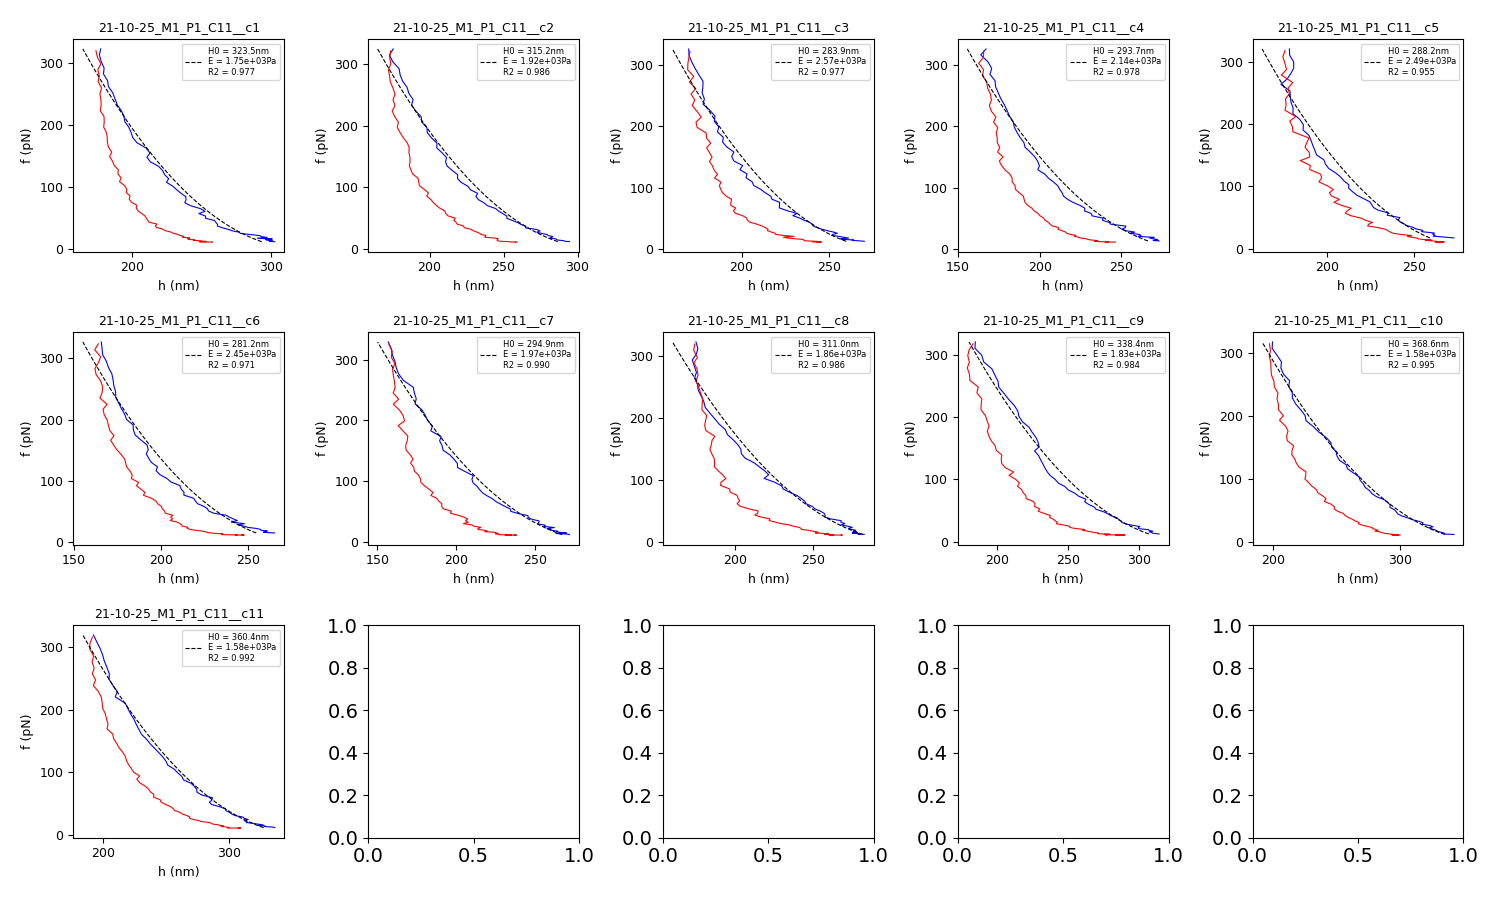 21-10-25_M1_P1_C11__c1
H0 = 323.5nm
E = 1.75e+03Pa
R2 = 0.977
300
200
100
0
f (pN)
200
300
h (nm)
21-10-25_M1_P1_C11__c2
H0 = 315.2nm
E = 1.92e+03Pa
R2 = 0.986
300
200
100
0
f (pN)
200
250
300
h (nm)
21-10-25_M1_P1_C11__c3
H0 = 283.9nm
E = 2.57e+03Pa
R2 = 0.977
300
200
100
0
f (pN)
200
250
h (nm)
21-10-25_M1_P1_C11__c4
H0 = 293.7nm
E = 2.14e+03Pa
R2 = 0.978
300
200
100
0
f (pN)
150
200
250
h (nm)
21-10-25_M1_P1_C11__c5
H0 = 288.2nm
E = 2.49e+03Pa
R2 = 0.955
300
200
100
0
f (pN)
200
250
h (nm)
21-10-25_M1_P1_C11__c6
H0 = 281.2nm
E = 2.45e+03Pa
R2 = 0.971
300
200
100
0
f (pN)
150
200
250
h (nm)
21-10-25_M1_P1_C11__c7
H0 = 294.9nm
E = 1.97e+03Pa
R2 = 0.990
300
200
100
0
f (pN)
150
200
250
h (nm)
21-10-25_M1_P1_C11__c8
H0 = 311.0nm
E = 1.86e+03Pa
R2 = 0.986
300
200
100
0
f (pN)
200
250
h (nm)
21-10-25_M1_P1_C11__c9
H0 = 338.4nm
E = 1.83e+03Pa
R2 = 0.984
300
200
100
0
f (pN)
200
250
300
h (nm)
21-10-25_M1_P1_C11__c10
H0 = 368.6nm
E = 1.58e+03Pa
R2 = 0.995
300
200
100
0
f (pN)
200
300
h (nm)
21-10-25_M1_P1_C11__c11
H0 = 360.4nm
E = 1.58e+03Pa
R2 = 0.992
300
200
100
0
f (pN)
200
300
h (nm)
1.0
0.8
0.6
0.4
0.2
0.0
0.0
0.5
1.0
1.0
0.8
0.6
0.4
0.2
0.0
0.0
0.5
1.0
1.0
0.8
0.6
0.4
0.2
0.0
0.0
0.5
1.0
1.0
0.8
0.6
0.4
0.2
0.0
0.0
0.5
1.0